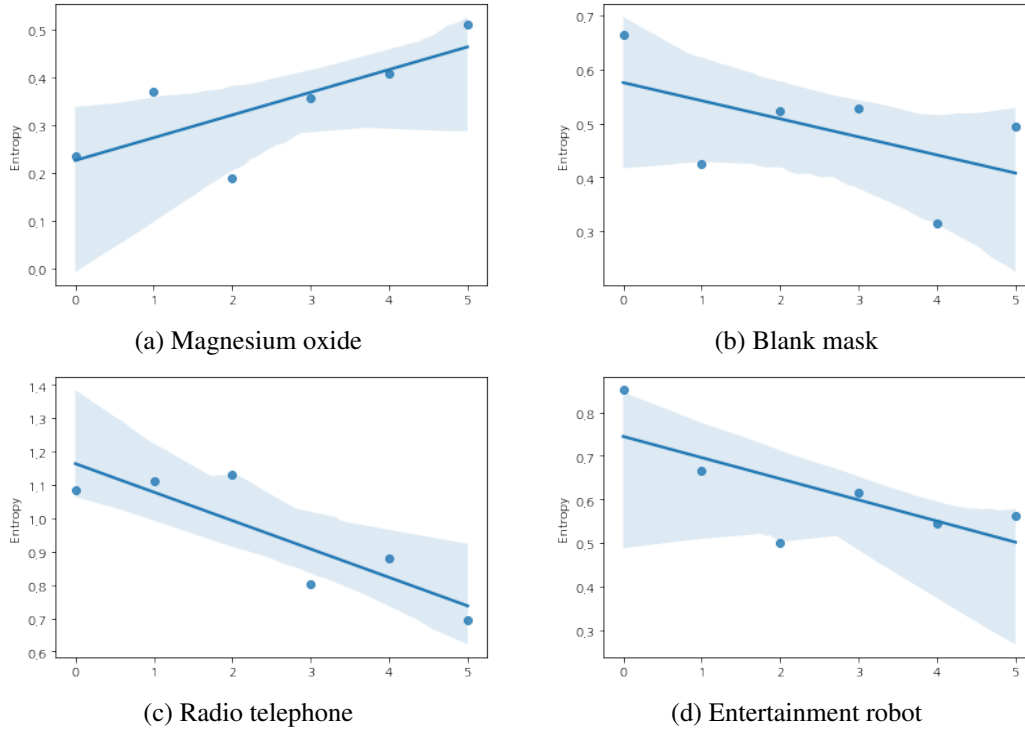 0.5
0.4
0.3
0.2
0.1
0.0
Entropy
0 1 2 3 4 5
(a) Magnesium oxide
0.7
0.6
0.5
0.4
0.3
Entropy
0 1 2 3 4 5
(b) Blank mask
1.4
1.3
1.2
1.1
1.0
0.9
0.8
0.7
0.6
Entropy
0 1 2 3 4 5
(c) Radio telephone
0.8
0.7
0.6
0.5
0.4
0.3
Entropy
0 1 2 3 4 5
(d) Entertainment robot